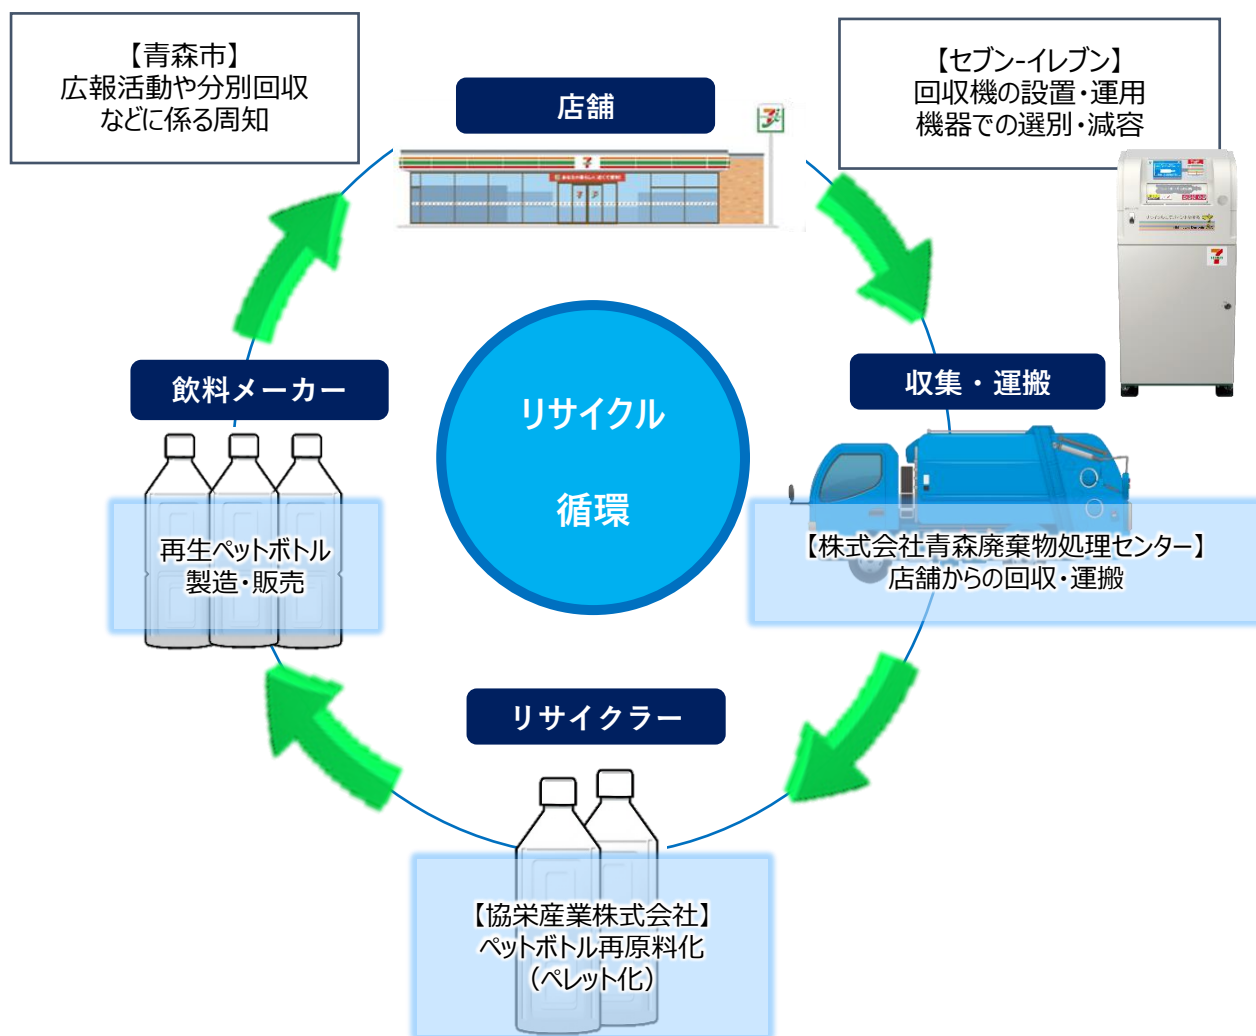 【青森市】
広報活動や分別回収
などに係る周知
店舗
【セブン-イレブン】
回収機の設置・運用
機器での選別・減容
飲料メーカー
再生ペットボトル
製造・販売
リサイクル
循環
収集・運搬
【株式会社青森廃棄物処理センター】
店舗からの回収・運搬
リサイクラー
【協栄産業株式会社】
ペットボトル再原料化
（ペレット化）